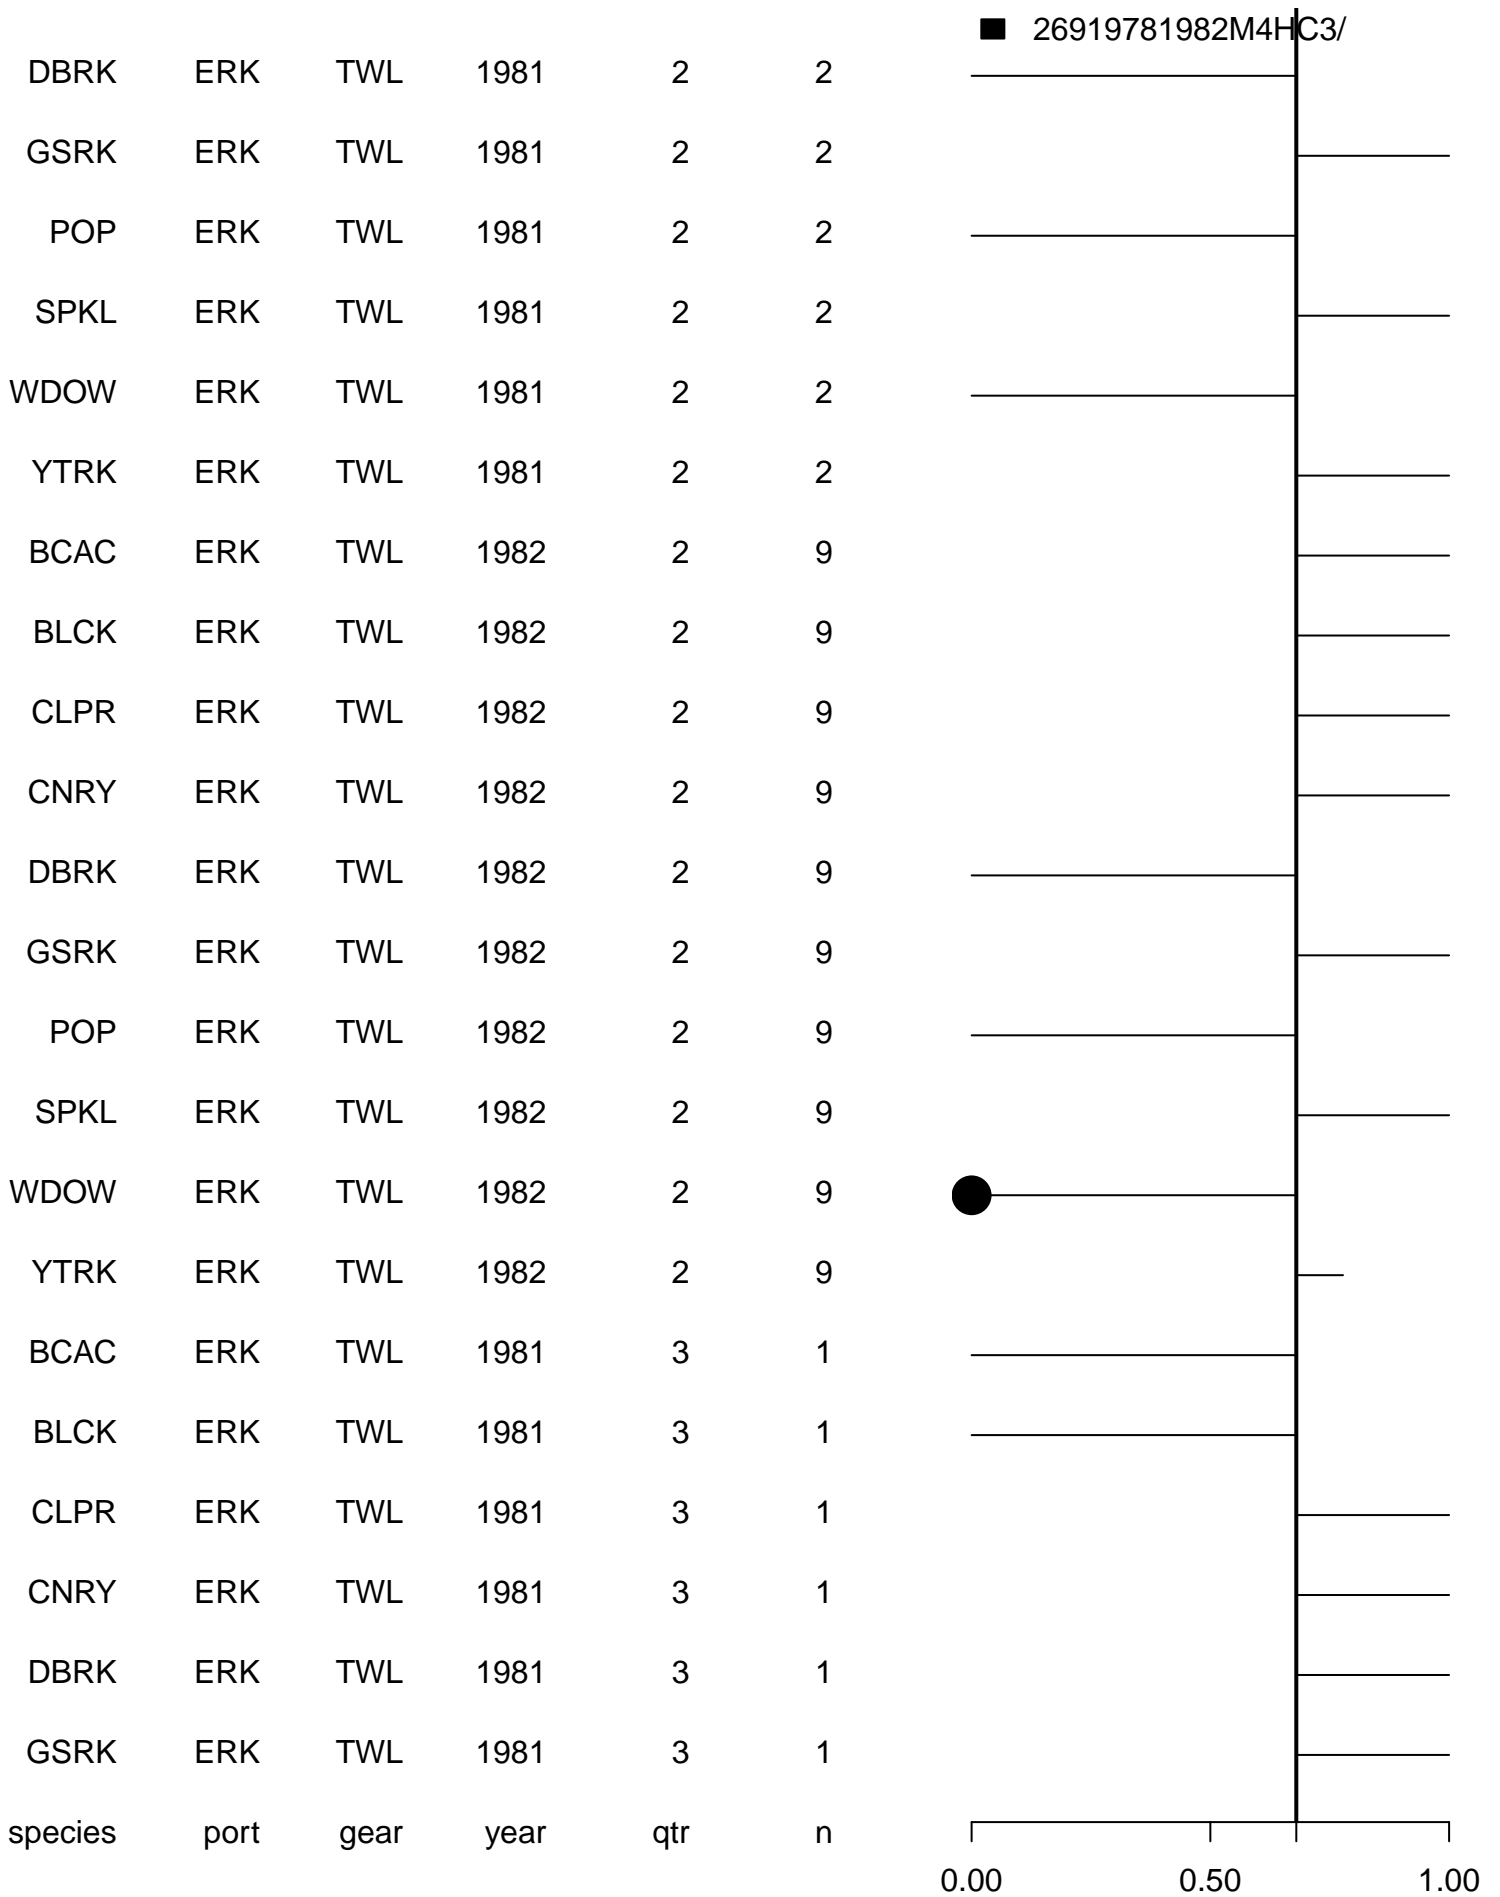 26919781982M4HC3/
DBRK ERK TWL 1981 2 2
GSRK ERK TWL 1981 2 2
POP ERK TWL 1981 2 2
SPKL ERK TWL 1981 2 2
WDOW ERK TWL 1981 2 2
YTRK ERK TWL 1981 2 2
BCAC ERK TWL 1982 2 9
BLCK ERK TWL 1982 2 9
CLPR ERK TWL 1982 2 9
CNRY ERK TWL 1982 2 9
DBRK ERK TWL 1982 2 9
GSRK ERK TWL 1982 2 9
POP ERK TWL 1982 2 9
SPKL ERK TWL 1982 2 9
WDOW ERK TWL 1982 2 9
YTRK ERK TWL 1982 2 9
BCAC ERK TWL 1981 3 1
BLCK ERK TWL 1981 3 1
CLPR ERK TWL 1981 3 1
CNRY ERK TWL 1981 3 1
DBRK ERK TWL 1981 3 1
GSRK ERK TWL 1981 3 1
species port gear year qtr n
0.00 0.50 1.00